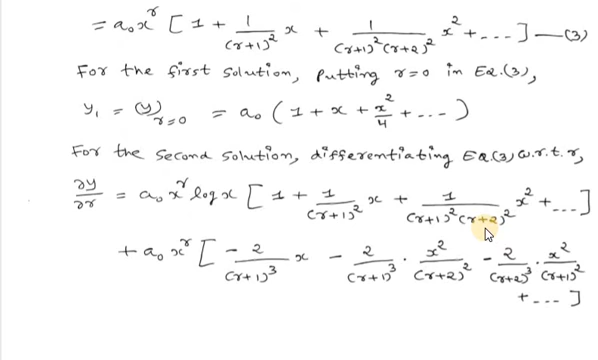 = a₀x^r [ 1 + 1/(r+1)² x + 1/(r+1)²(r+2)² x² + ---- ] —(3)
For the first solution, putting r=0 in Eq.(3),
y₁ = (y)_{r=0} = a₀ ( 1 + x + x²/4 + --- )
For the second solution, differentiating Eq.(3) w.r.t r,
∂y/∂r = a₀ x^r log x [ 1 + 1/(r+1)² x + 1/(r+1)²(r+2)² x² + --- ]
+ a₀ x^r [ -2/(r+1)³ x - 2/(r+1)³ · x²/(r+2)² - 2/(r+2)³ · x²/(r+1)²
+ --- ]